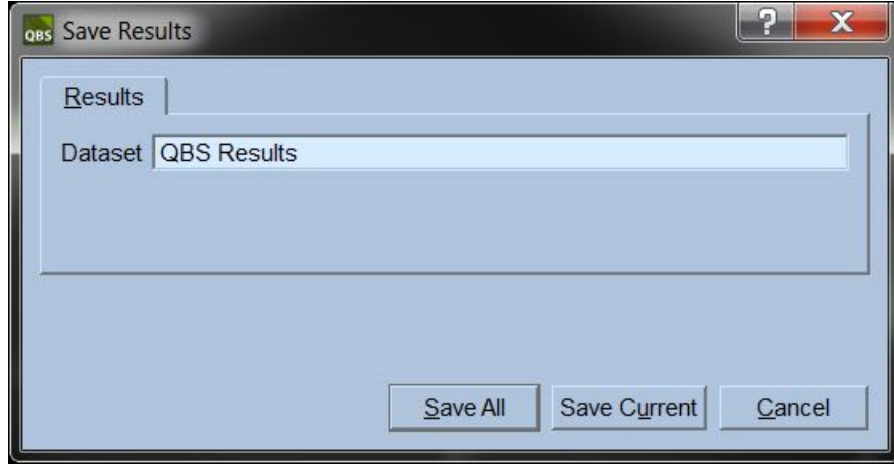 QBS Save Results
?
X
Results
Dataset QBS Results
Save All Save Current Cancel